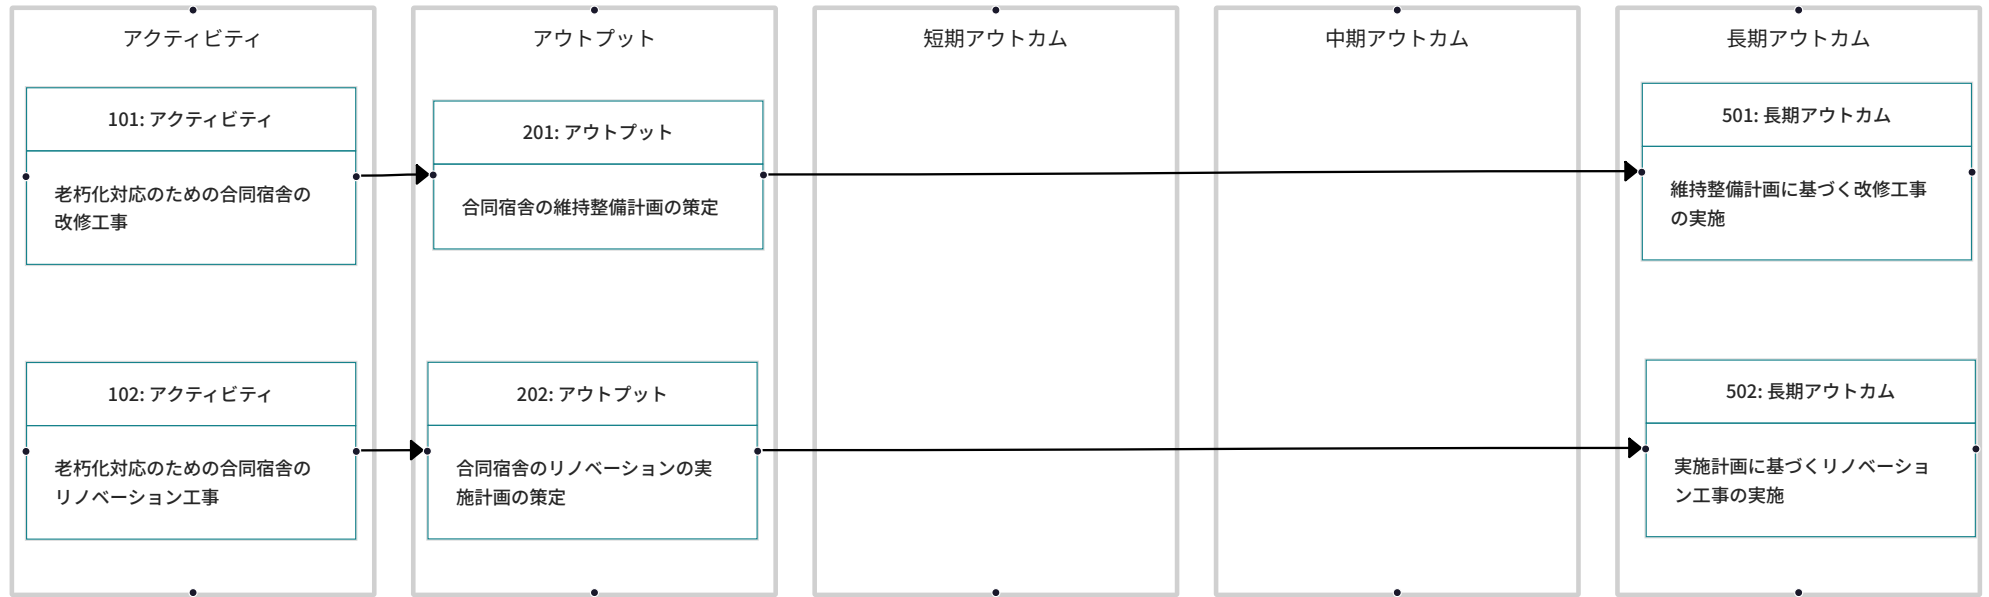 アクティビティ
アウトプット
短期アウトカム
中期アウトカム
長期アウトカム
101: アクティビティ
老朽化対応のための合同宿舎の
改修工事
201: アウトプット
合同宿舎の維持整備計画の策定
501: 長期アウトカム
維持整備計画に基づく改修工事
の実施
102: アクティビティ
老朽化対応のための合同宿舎の
リノベーション工事
202: アウトプット
合同宿舎のリノベーションの実
施計画の策定
502: 長期アウトカム
実施計画に基づくリノベーショ
ン工事の実施